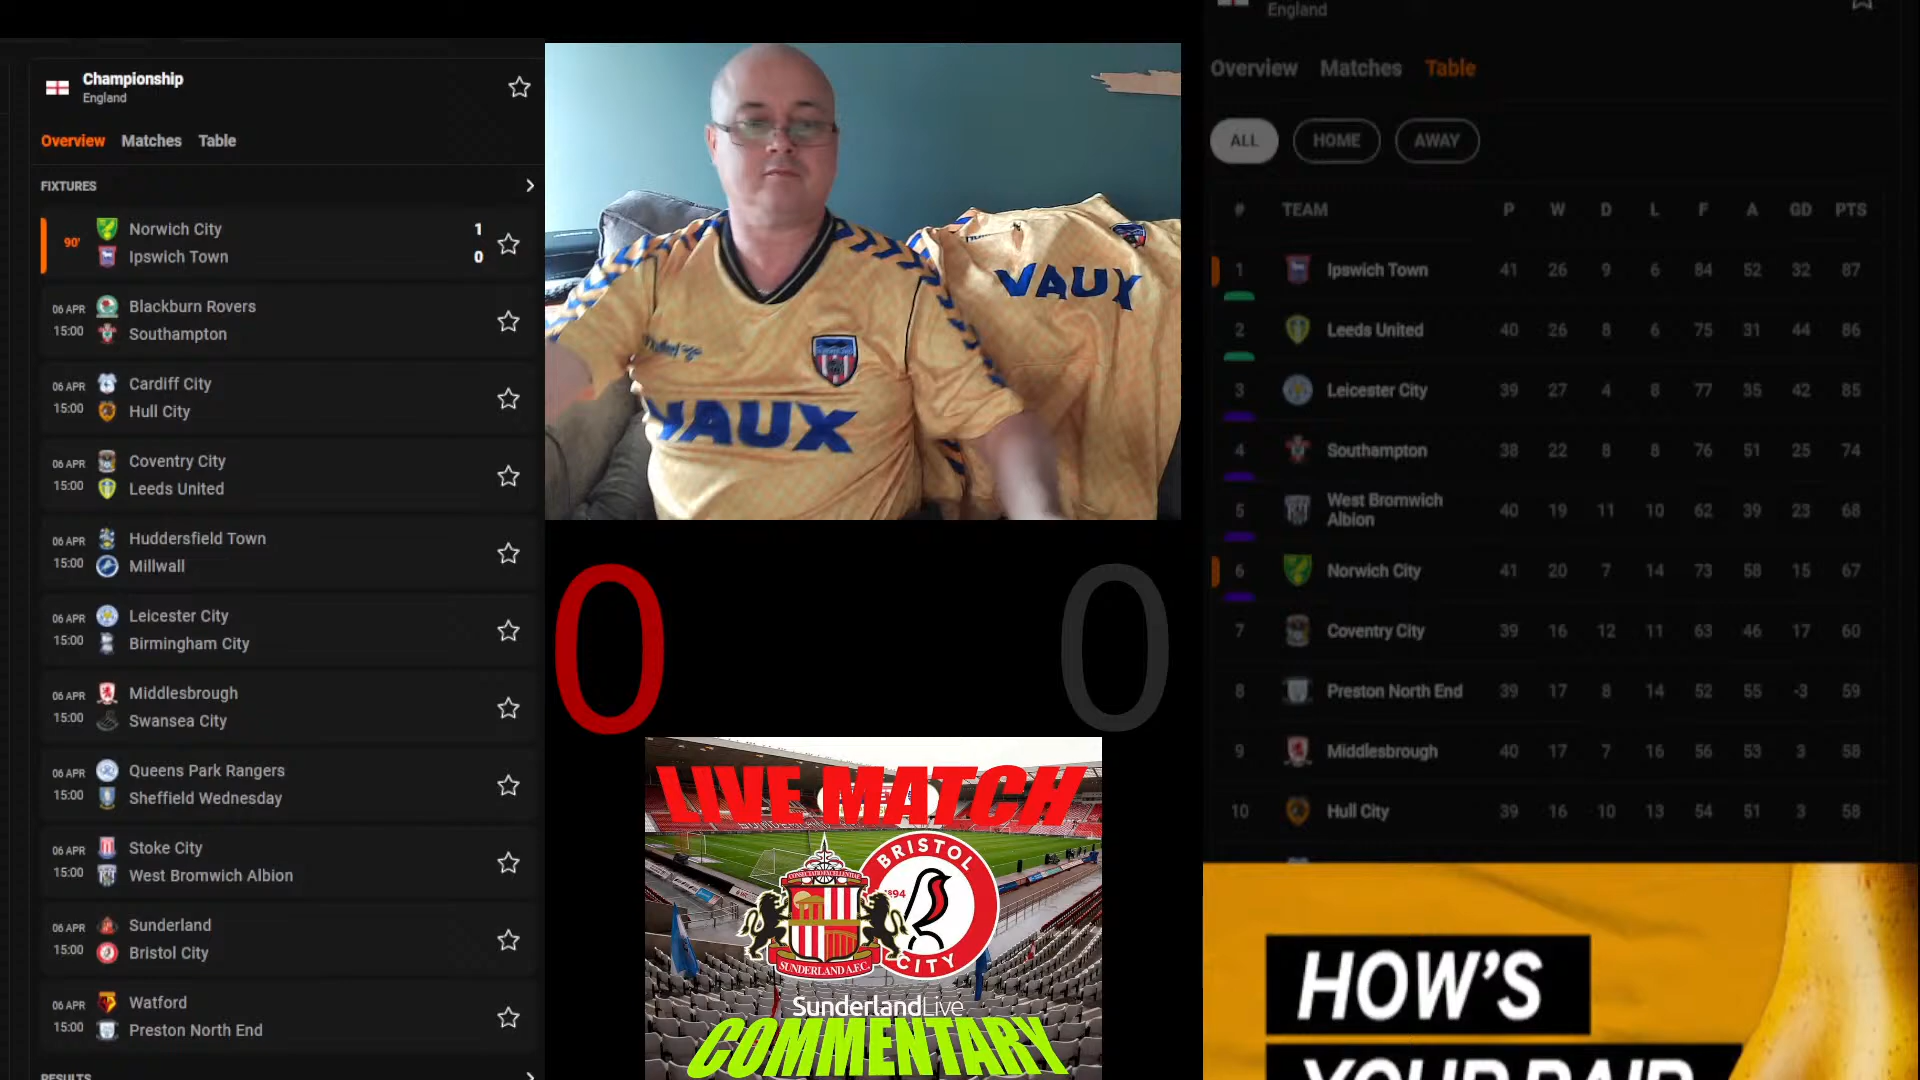 Championship
England
Overview Matches Table
FIXTURES
90'
Norwich City 1
Ipswich Town 0
06 APR
15:00
Blackburn Rovers
Southampton
06 APR
15:00
Cardiff City
Hull City
06 APR
15:00
Coventry City
Leeds United
06 APR
15:00
Huddersfield Town
Millwall
06 APR
15:00
Leicester City
Birmingham City
06 APR
15:00
Middlesbrough
Swansea City
06 APR
15:00
Queens Park Rangers
Sheffield Wednesday
06 APR
15:00
Stoke City
West Bromwich Albion
06 APR
15:00
Sunderland
Bristol City
06 APR
15:00
Watford
Preston North End
RESULTS
VAUX
VAUX
0 0
LIVE MATCH
BRISTOL
CITY
CONSECTATIO EXCELLENTIAE
SUNDERLAND A.F.C
SunderlandLive
COMMENTARY
England
Overview Matches Table
ALL HOME AWAY
# TEAM P W D L F A GD PTS
1 Ipswich Town 41 26 9 6 84 52 32 87
2 Leeds United 40 26 8 6 75 31 44 86
3 Leicester City 39 27 4 8 77 35 42 85
4 Southampton 38 22 8 8 76 51 25 74
5 West Bromwich Albion 40 19 11 10 62 39 23 68
6 Norwich City 41 20 7 14 73 58 15 67
7 Coventry City 39 16 12 11 63 46 17 60
8 Preston North End 39 17 8 14 52 55 -3 59
9 Middlesbrough 40 17 7 16 56 53 3 58
10 Hull City 39 16 10 13 54 51 3 58
HOW'S